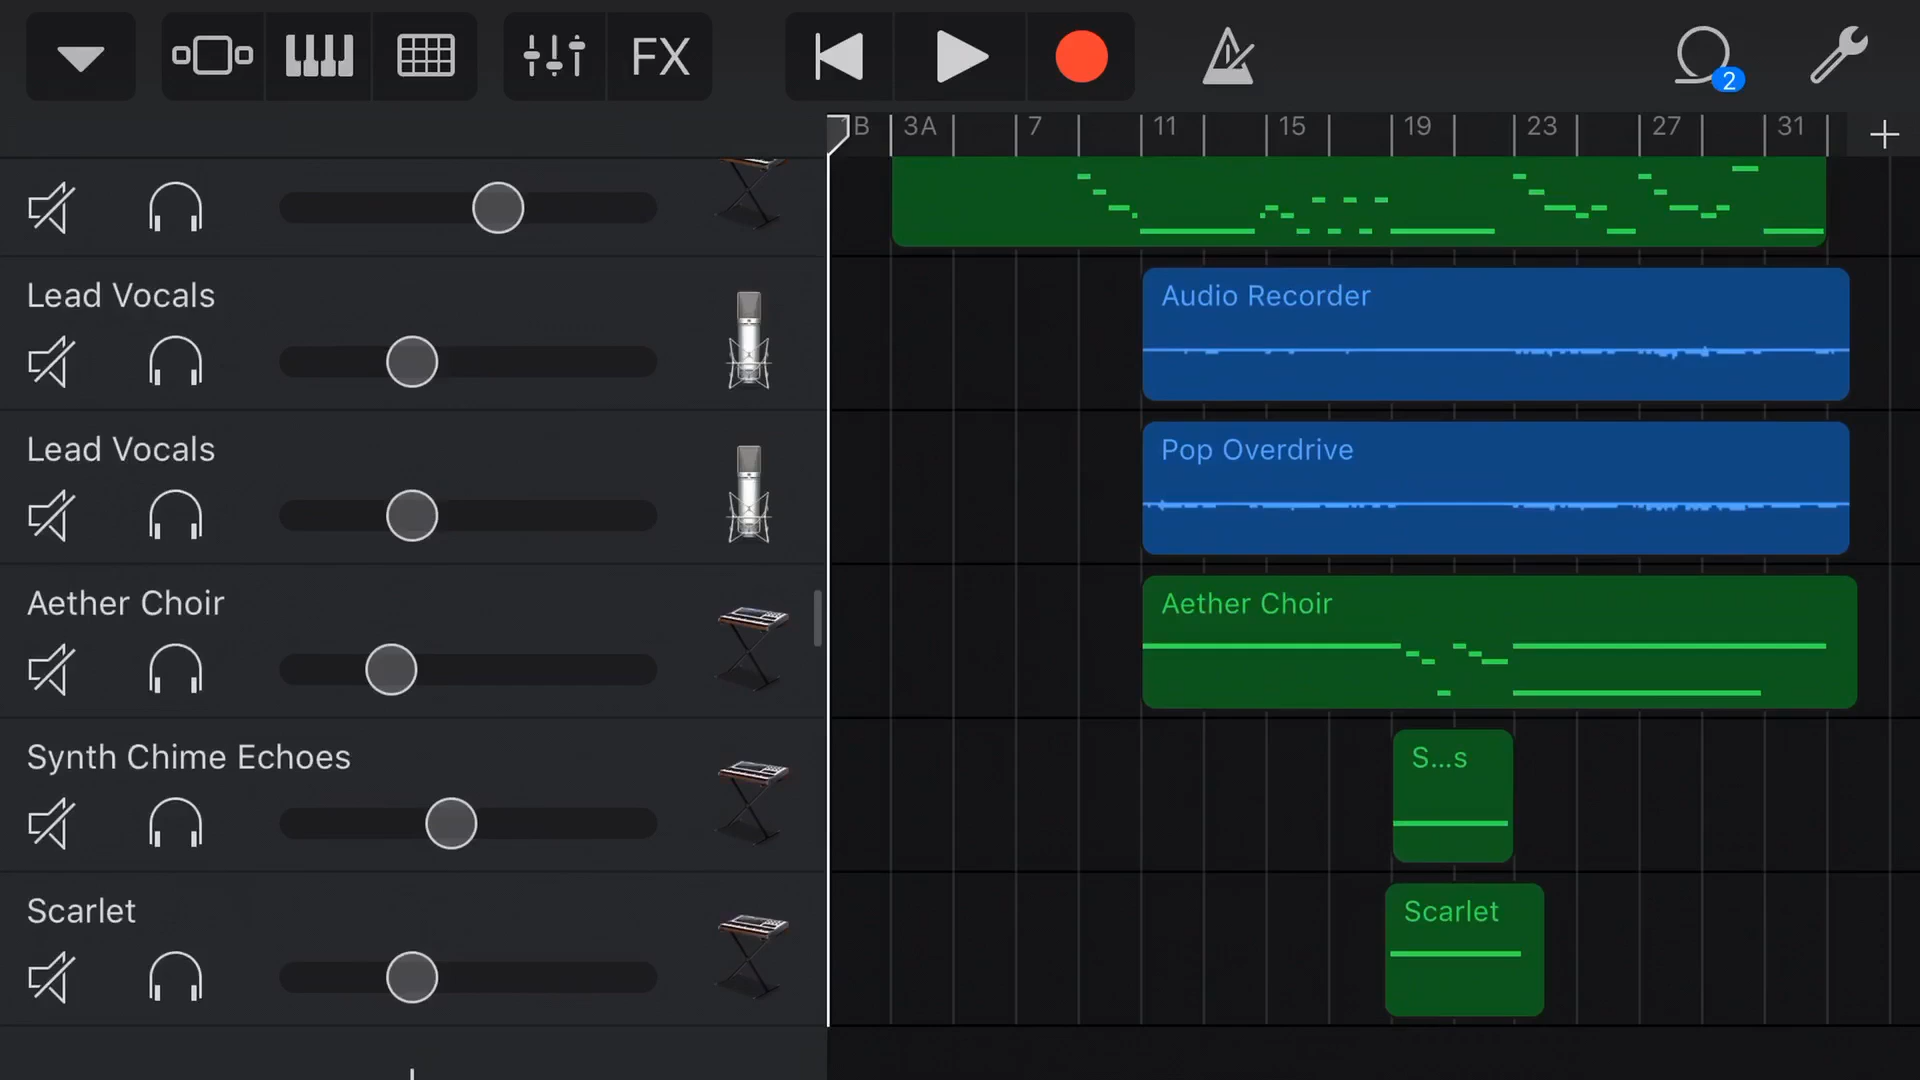 FX
2
B 3A 7 11 15 19 23 27 31
Lead Vocals
Audio Recorder
Lead Vocals
Pop Overdrive
Aether Choir
Aether Choir
Synth Chime Echoes
S...s
Scarlet
Scarlet